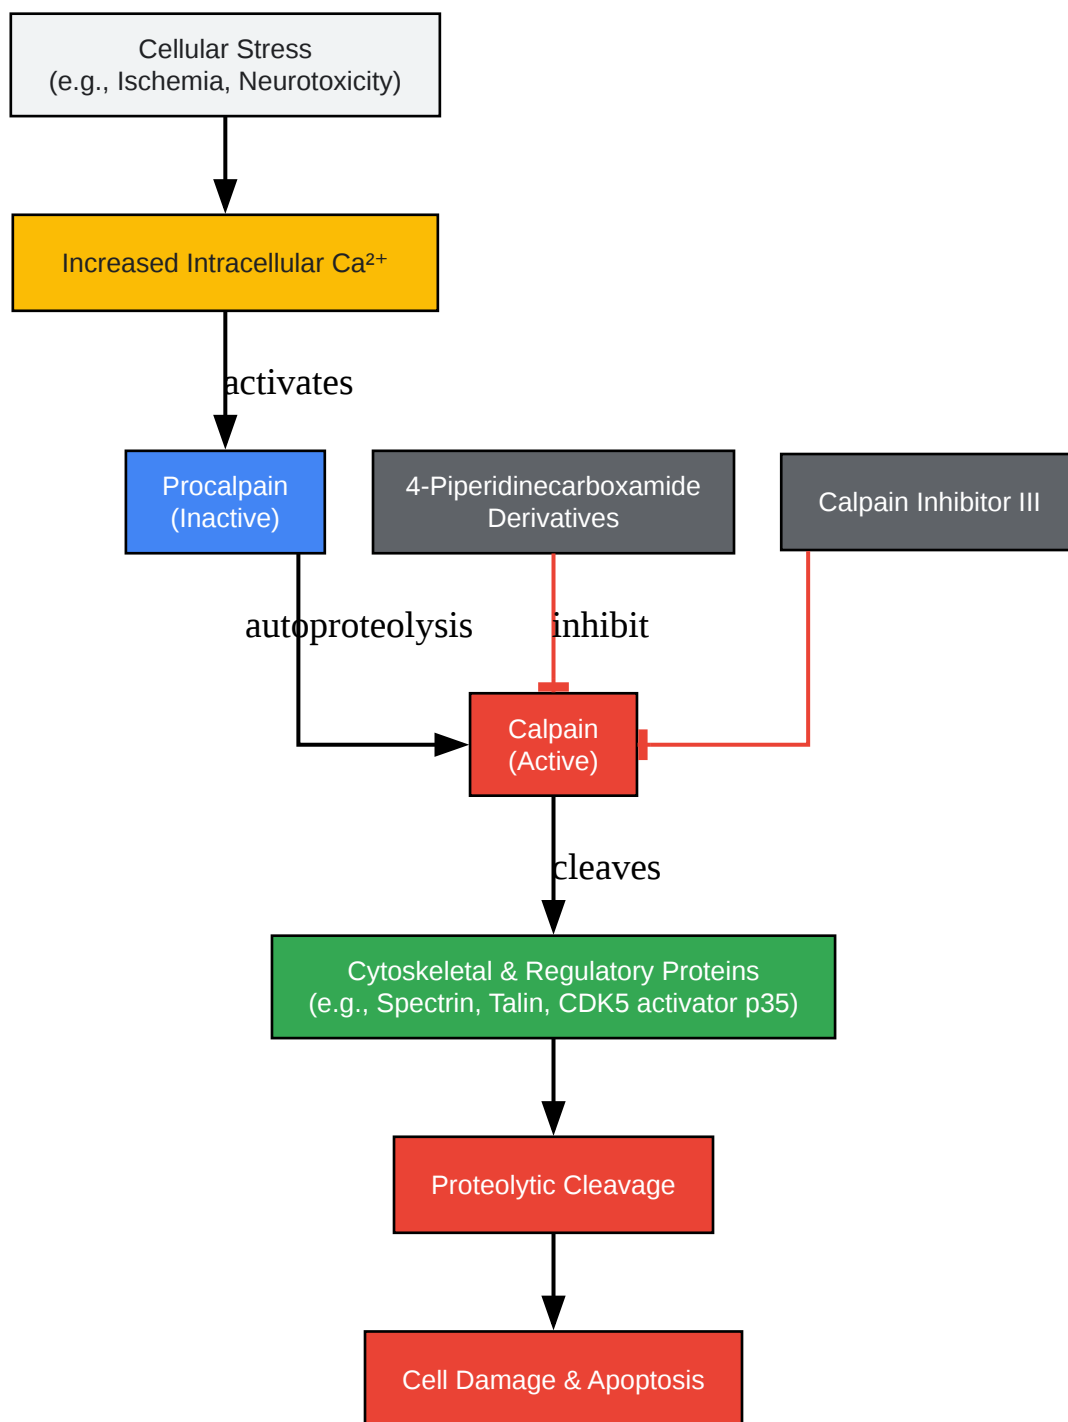 Cellular Stress
(e.g., Ischemia, Neurotoxicity)
Increased Intracellular Ca²⁺
activates
Procalpain
(Inactive)
4-Piperidinecarboxamide
Derivatives
Calpain Inhibitor III
autoproteolysis
inhibit
Calpain
(Active)
cleaves
Cytoskeletal & Regulatory Proteins
(e.g., Spectrin, Talin, CDK5 activator p35)
Proteolytic Cleavage
Cell Damage & Apoptosis